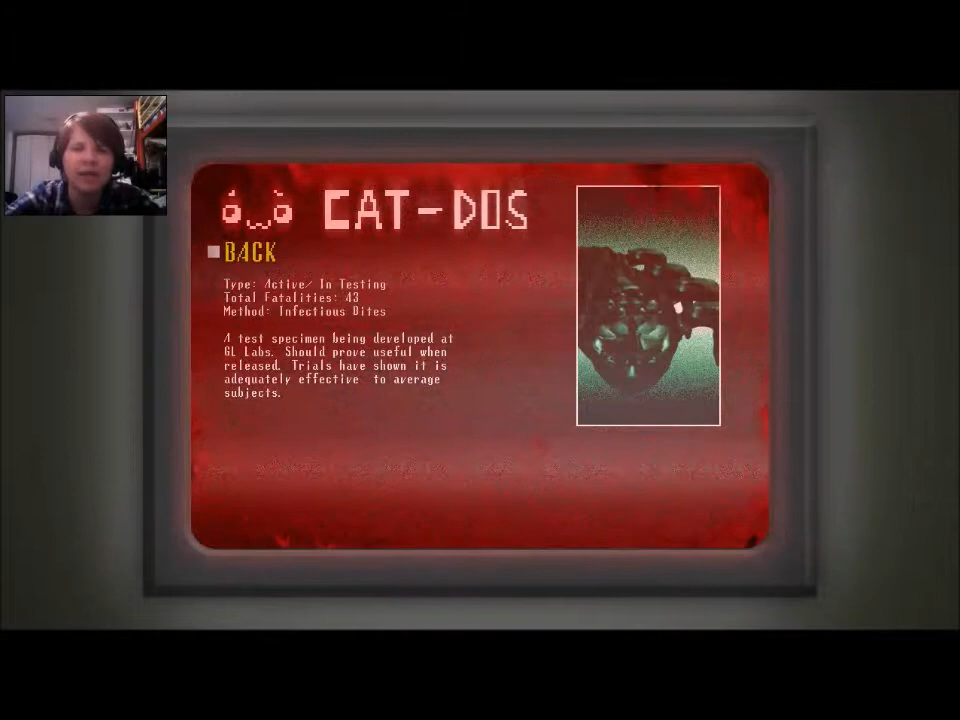 CAT-DOS
BACK
Type: Active/ In Testing
Total Fatalities: 43
Method: Infectious Bites
A test specimen being developed at
GL Labs. Should prove useful when
released. Trials have shown it is
adequately effective to average
subjects.